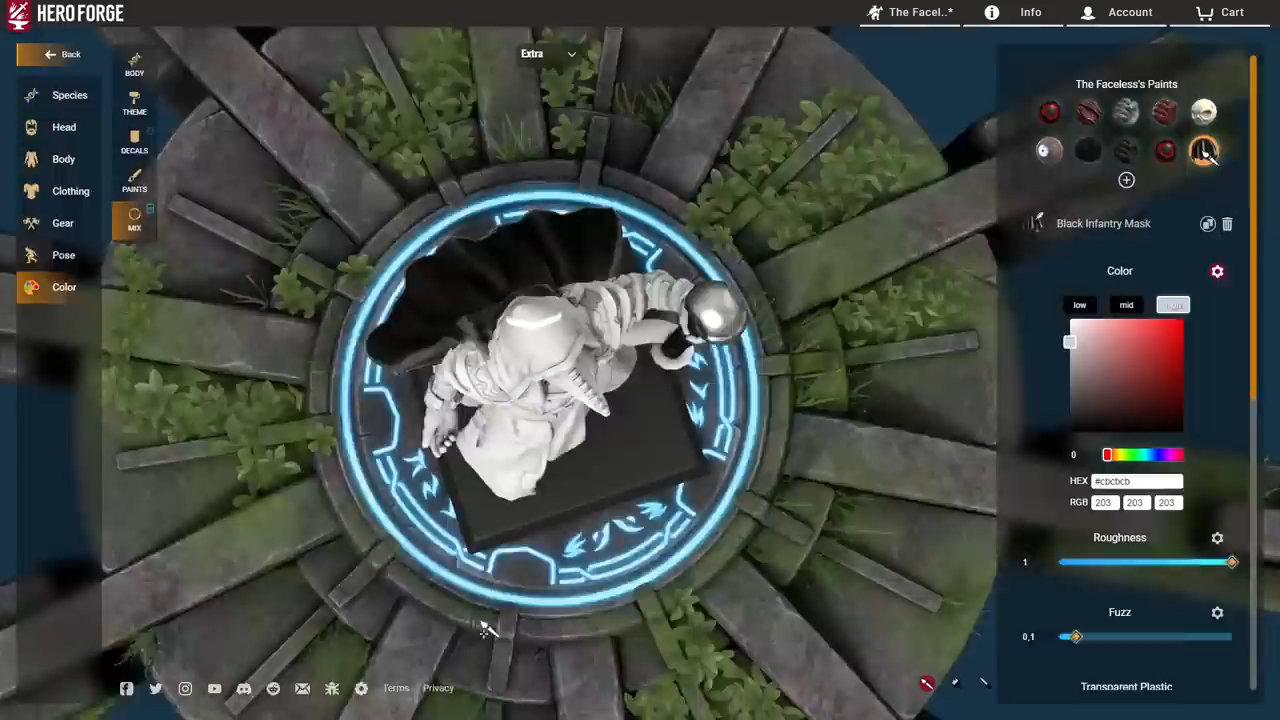 HERO FORGE
The Facel..*
Info
Account
Cart
Back
Species
Head
Body
Clothing
Gear
Pose
Color
BODY
THEME
DECALS
PAINTS
MIX
Extra
The Faceless's Paints
Black Infantry Mask
Color
low
mid
0
HEX
#cbcbcb
RGB
203
203
203
Roughness
1
Fuzz
0,1
Transparent Plastic
Terms
Privacy